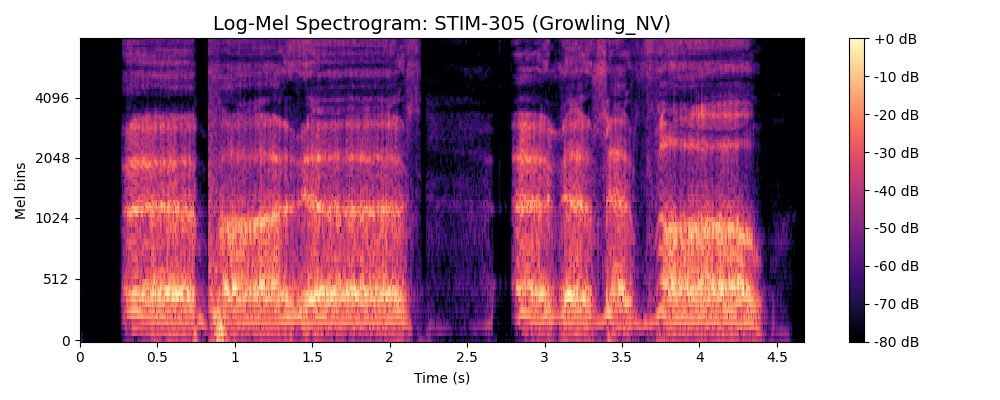 Log-Mel Spectrogram: STIM-305 (Growling_NV)
Mel bins
4096
2048
1024
512
0
0 0.5 1 1.5 2 2.5 3 3.5 4 4.5
Time (s)
+0 dB
-10 dB
-20 dB
-30 dB
-40 dB
-50 dB
-60 dB
-70 dB
-80 dB